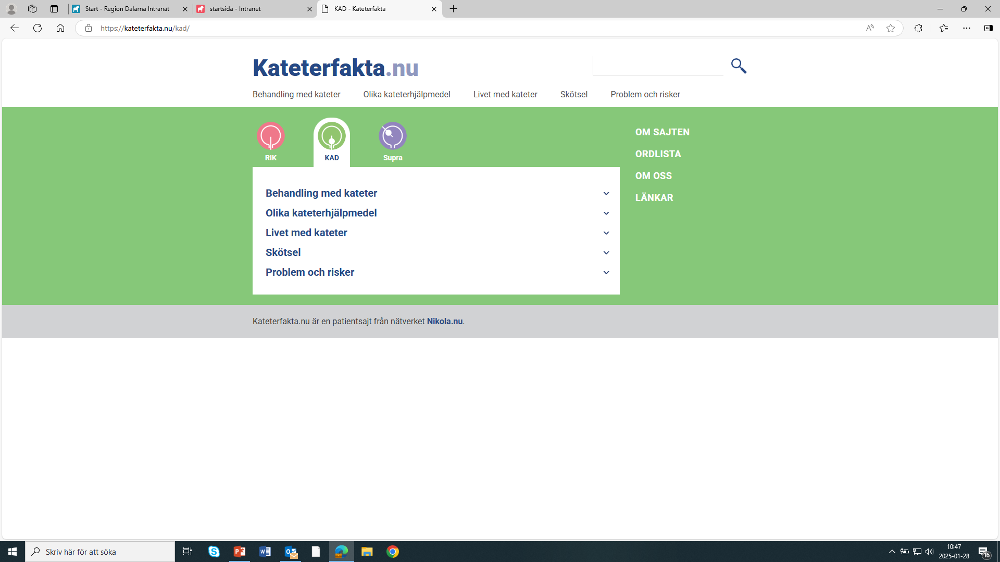 Start - Region Dalarna Intranät
startsida - Intranet
KAD - Kateterfakta
https://kateterfakta.nu/kad/
Kateterfakta.nu
Behandling med kateter
Olika kateterhjälpmedel
Livet med kateter
Skötsel
Problem och risker
RIK
KAD
Supra
OM SAJTEN
ORDLISTA
OM OSS
LÄNKAR
Behandling med kateter
Olika kateterhjälpmedel
Livet med kateter
Skötsel
Problem och risker
Kateterfakta.nu är en patientsajt från nätverket Nikola.nu.
Skriv här för att söka
10:47
2025-01-28
16